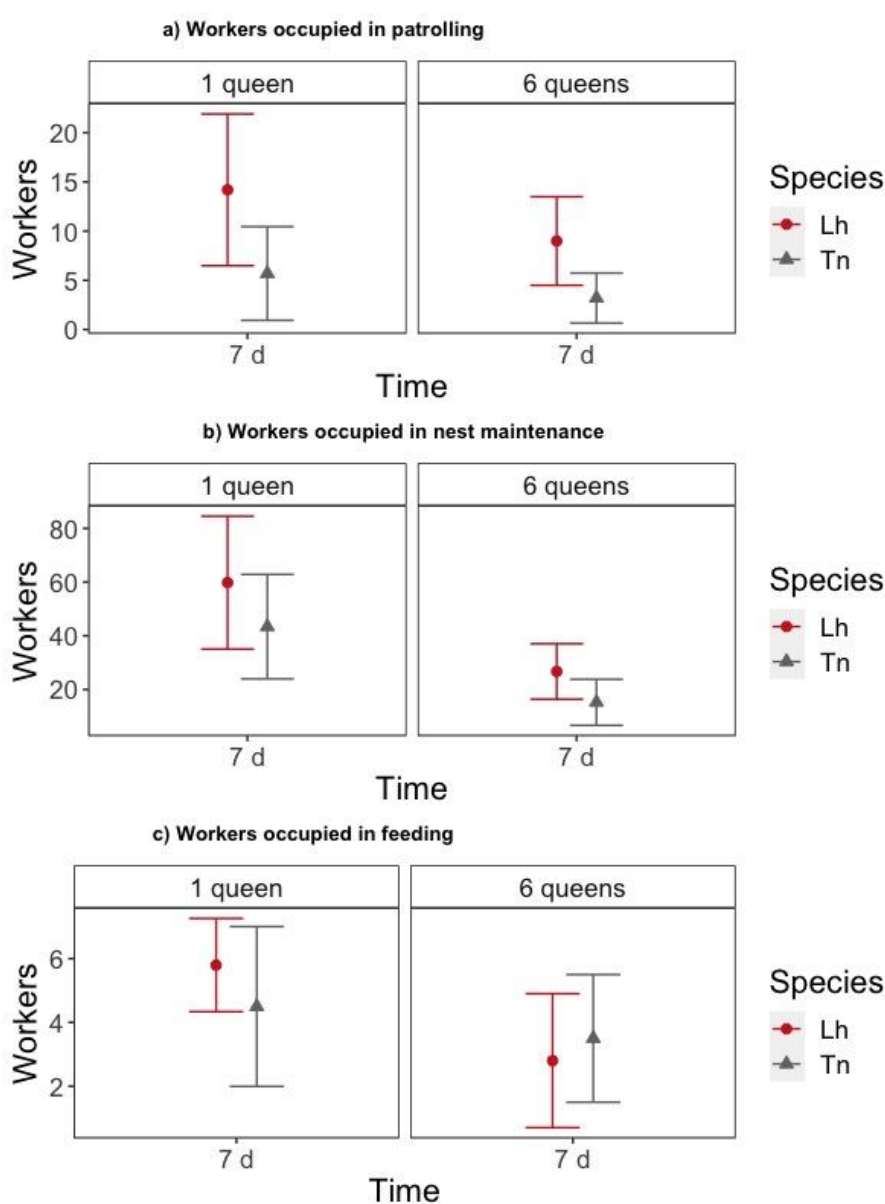 a) Workers occupied in patrolling
1 queen
6 queens
20
15
10
5
0
Workers
7 d
7 d
Time
Species
Lh
Tn
b) Workers occupied in nest maintenance
1 queen
6 queens
80
60
40
20
Workers
7 d
7 d
Time
Species
Lh
Tn
c) Workers occupied in feeding
1 queen
6 queens
6
4
2
Workers
7 d
7 d
Time
Species
Lh
Tn